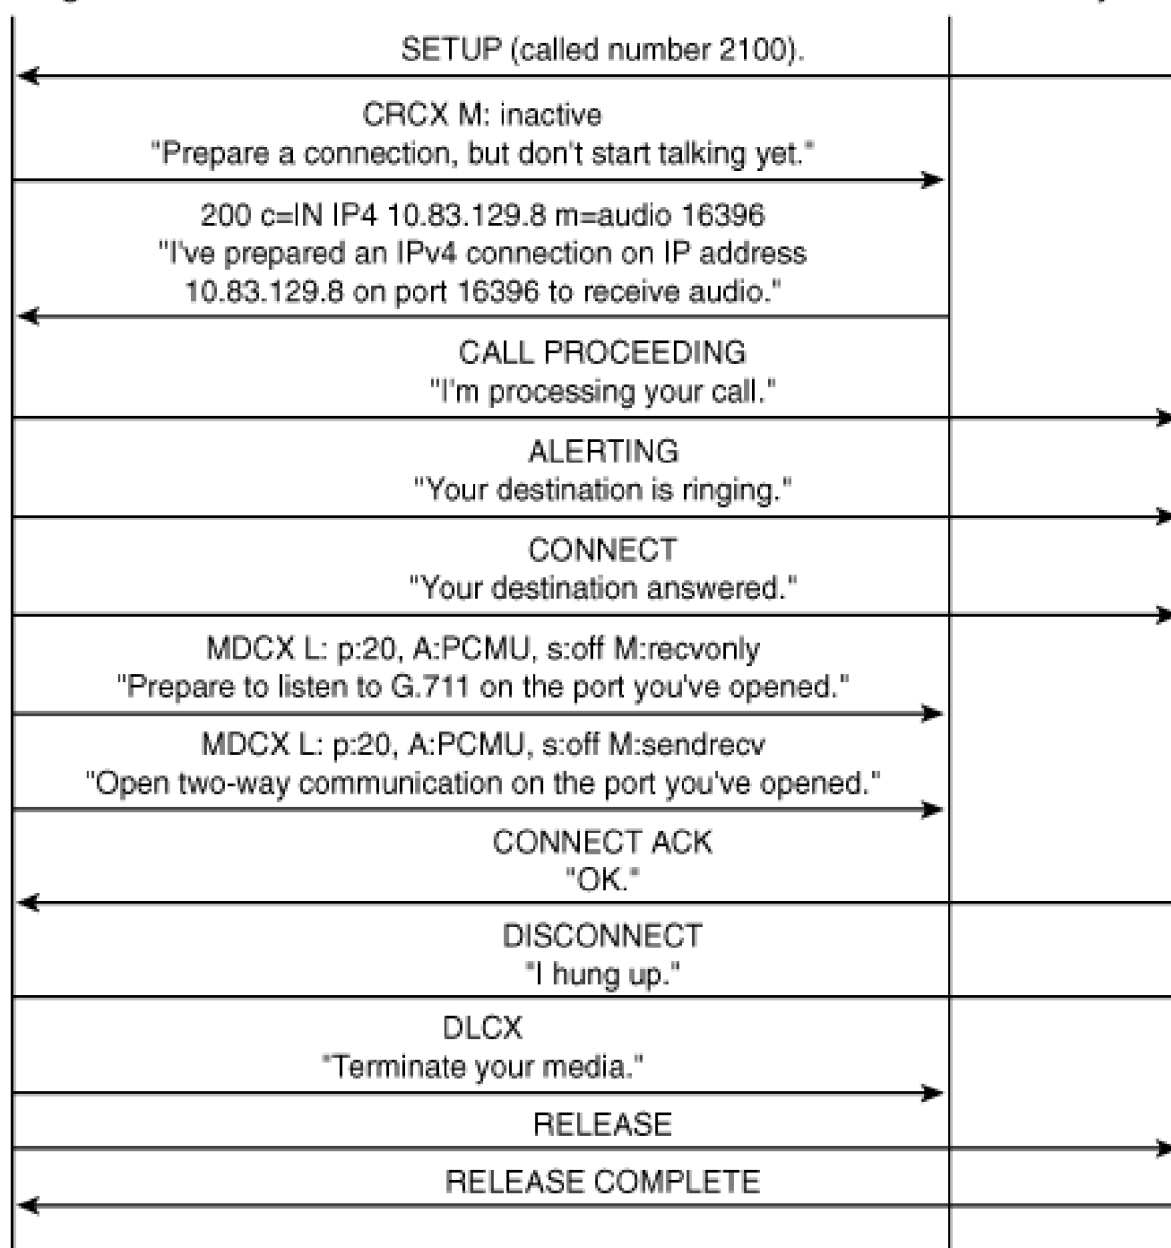 SETUP (called number 2100).
CRCX M: inactive
"Prepare a connection, but don't start talking yet."
200 c=IN IP4 10.83.129.8 m=audio 16396
"I've prepared an IPv4 connection on IP address
10.83.129.8 on port 16396 to receive audio."
CALL PROCEEDING
"I'm processing your call."
ALERTING
"Your destination is ringing."
CONNECT
"Your destination answered."
MDCX L: p:20, A:PCMU, s:off M:recvonly
"Prepare to listen to G.711 on the port you've opened."
MDCX L: p:20, A:PCMU, s:off M:sendrecv
"Open two-way communication on the port you've opened."
CONNECT ACK
"OK."
DISCONNECT
"I hung up."
DLCX
"Terminate your media."
RELEASE
RELEASE COMPLETE